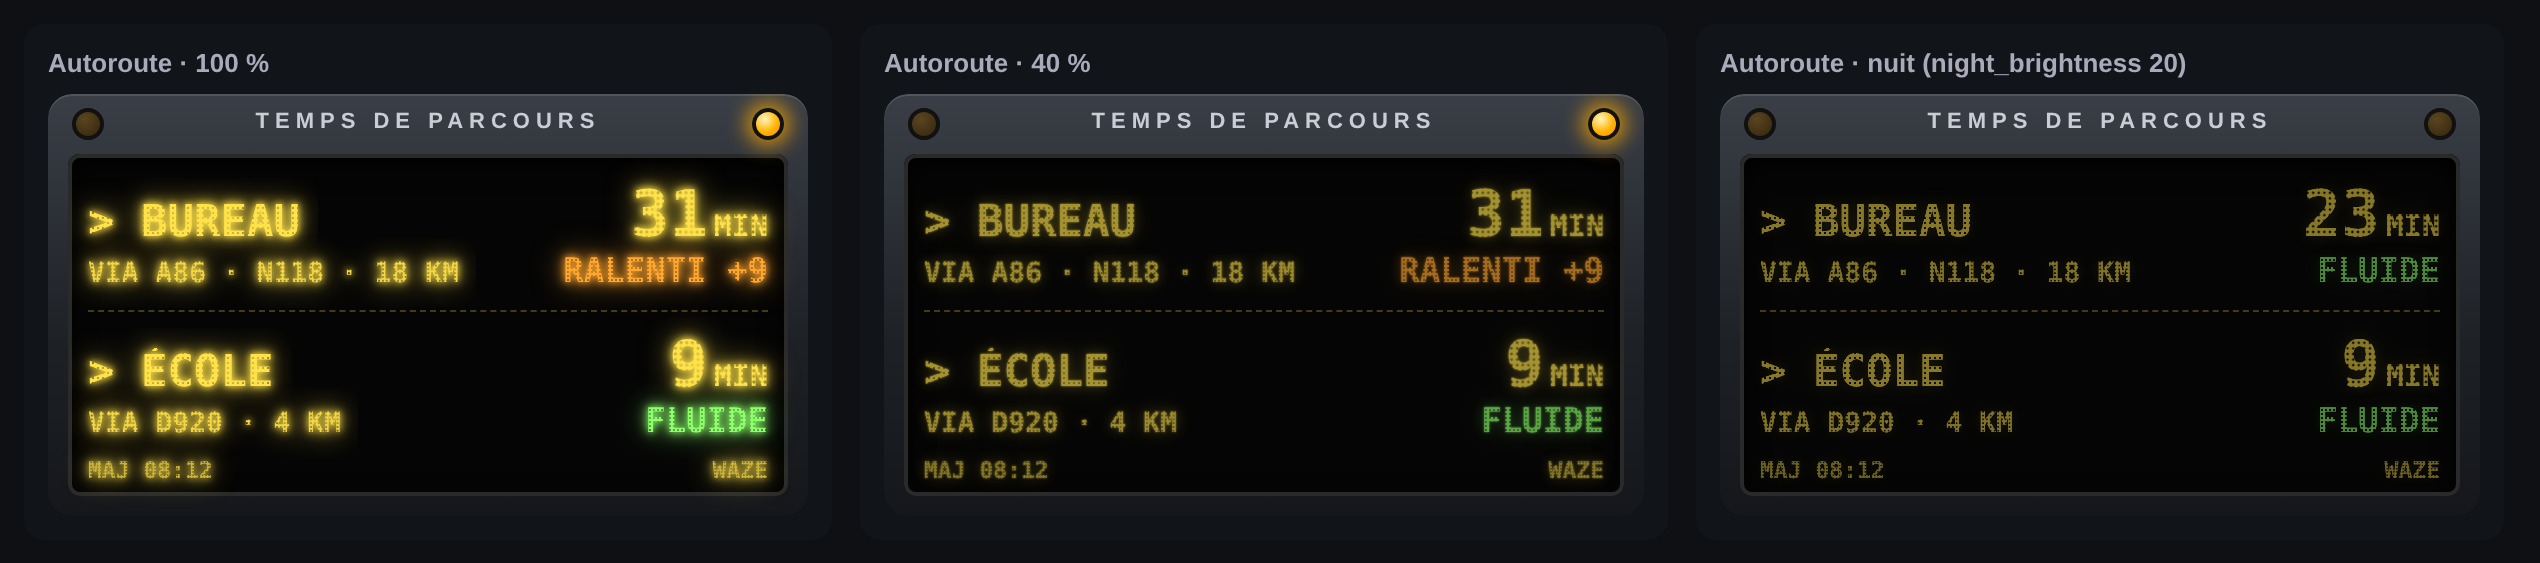 Autoroute · 100 %
TEMPS DE PARCOURS
> BUREAU 31 MIN
VIA A86 · N118 · 18 KM RALENTI +9
> ÉCOLE 9 MIN
VIA D920 · 4 KM FLUIDE
MAJ 08:12 WAZE
Autoroute · 40 %
TEMPS DE PARCOURS
> BUREAU 31 MIN
VIA A86 · N118 · 18 KM RALENTI +9
> ÉCOLE 9 MIN
VIA D920 · 4 KM FLUIDE
MAJ 08:12 WAZE
Autoroute · nuit (night_brightness 20)
TEMPS DE PARCOURS
> BUREAU 23 MIN
VIA A86 · N118 · 18 KM FLUIDE
> ÉCOLE 9 MIN
VIA D920 · 4 KM FLUIDE
MAJ 08:12 WAZE